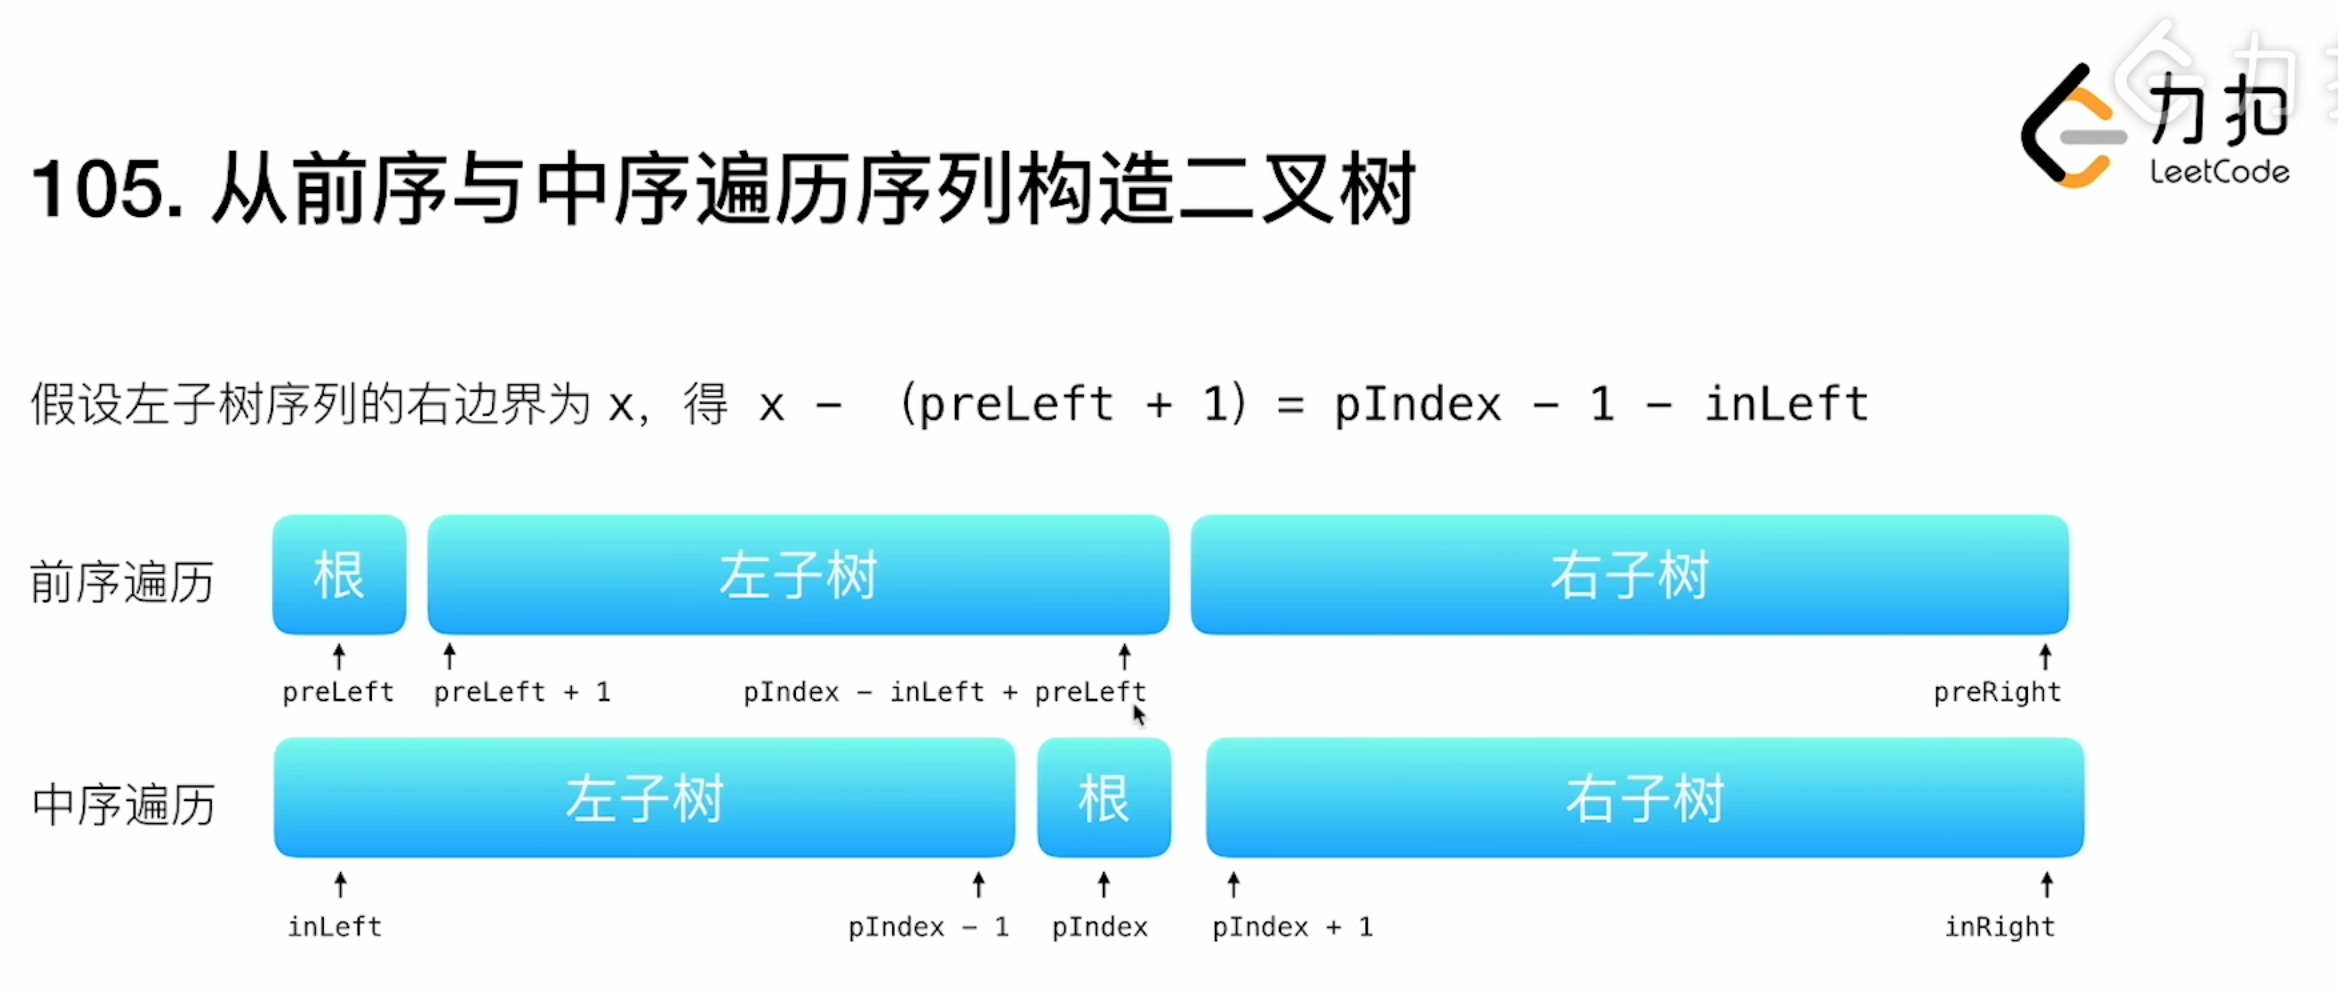 力扣
LeetCode
105. 从前序与中序遍历序列构造二叉树
假设左子树序列的右边界为 x, 得 x - (preLeft + 1) = pIndex - 1 - inLeft
前序遍历 根 左子树 右子树
preLeft preLeft + 1 pIndex - inLeft + preLeft preRight
中序遍历 左子树 根 右子树
inLeft pIndex - 1 pIndex pIndex + 1 inRight